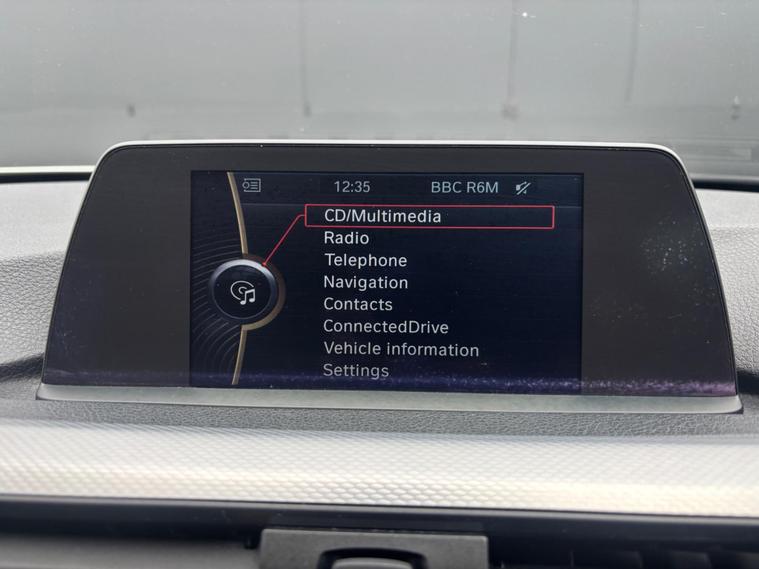 12:35 BBC R6M
CD/Multimedia
Radio
Telephone
Navigation
Contacts
ConnectedDrive
Vehicle information
Settings